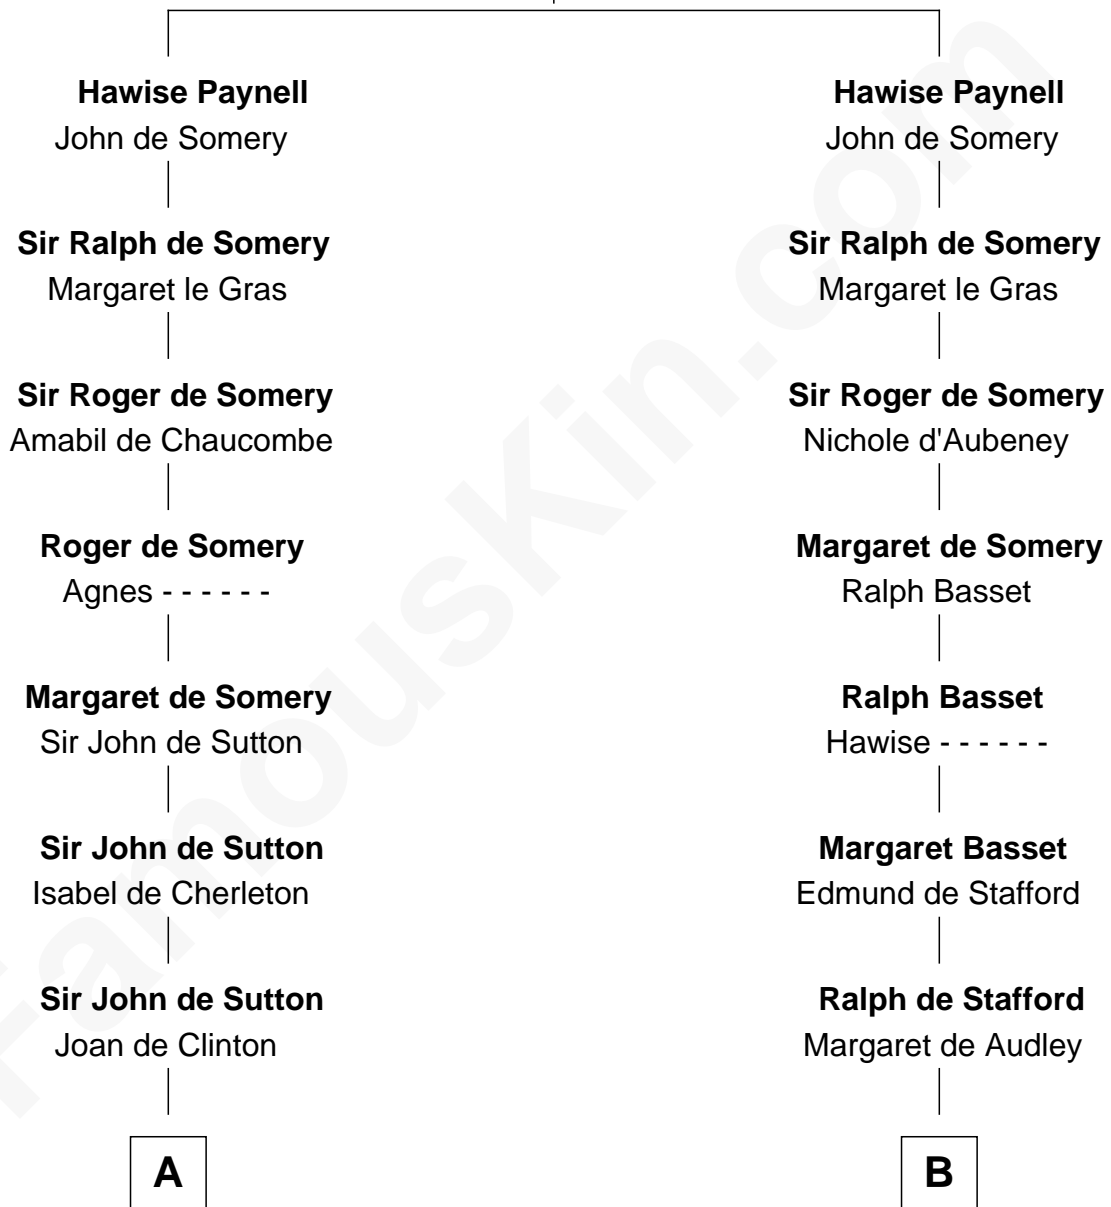 Hawise Paynell
John de Somery
Sir Ralph de Somery
Margaret le Gras
Sir Roger de Somery
Amabil de Chaucombe
Roger de Somery
Agnes - - - - - -
Margaret de Somery
Sir John de Sutton
Sir John de Sutton
Isabel de Cherleton
Sir John de Sutton
Joan de Clinton
A
Hawise Paynell
John de Somery
Sir Ralph de Somery
Margaret le Gras
Sir Roger de Somery
Nichole d'Aubeney
Margaret de Somery
Ralph Basset
Ralph Basset
Hawise - - - - - -
Margaret Basset
Edmund de Stafford
Ralph de Stafford
Margaret de Audley
B
FamousKin.com